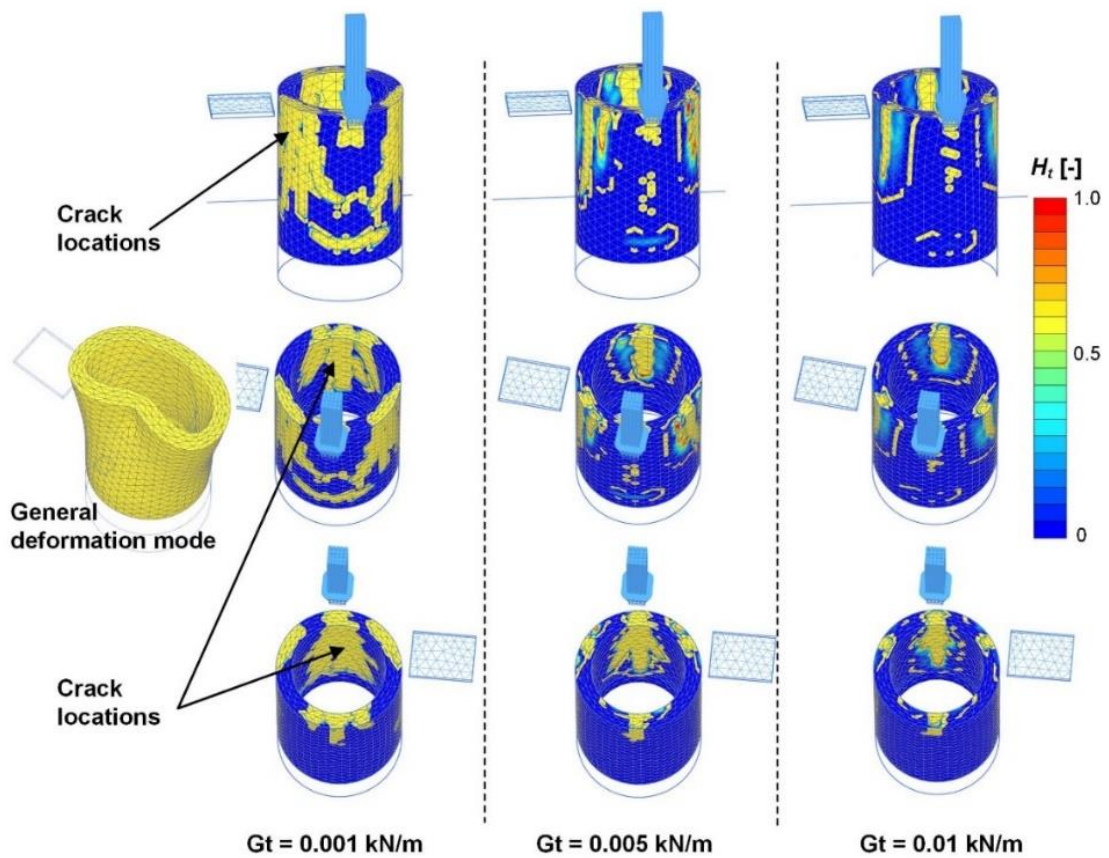 Crack
locations
H_t [-]
1.0
0.5
0
General
deformation mode
Crack
locations
Gt = 0.001 kN/m
Gt = 0.005 kN/m
Gt = 0.01 kN/m